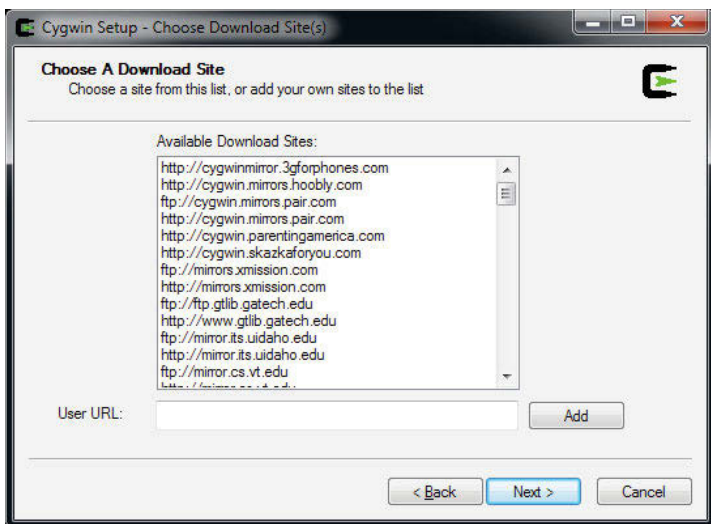 Cygwin Setup - Choose Download Site(s)
Choose A Download Site
Choose a site from this list, or add your own sites to the list
Available Download Sites:
http://cygwinmirror.3gforphones.com
http://cygwin.mirrors.hoobly.com
ftp://cygwin.mirrors.pair.com
http://cygwin.mirrors.pair.com
http://cygwin.parentingamerica.com
http://cygwin.skazkaforyou.com
ftp://mirrors.xmission.com
http://mirrors.xmission.com
ftp://ftp.gtlib.gatech.edu
http://www.gtlib.gatech.edu
ftp://mirror.its.uidaho.edu
http://mirror.its.uidaho.edu
ftp://mirror.cs.vt.edu
User URL:
Add
< Back
Next >
Cancel